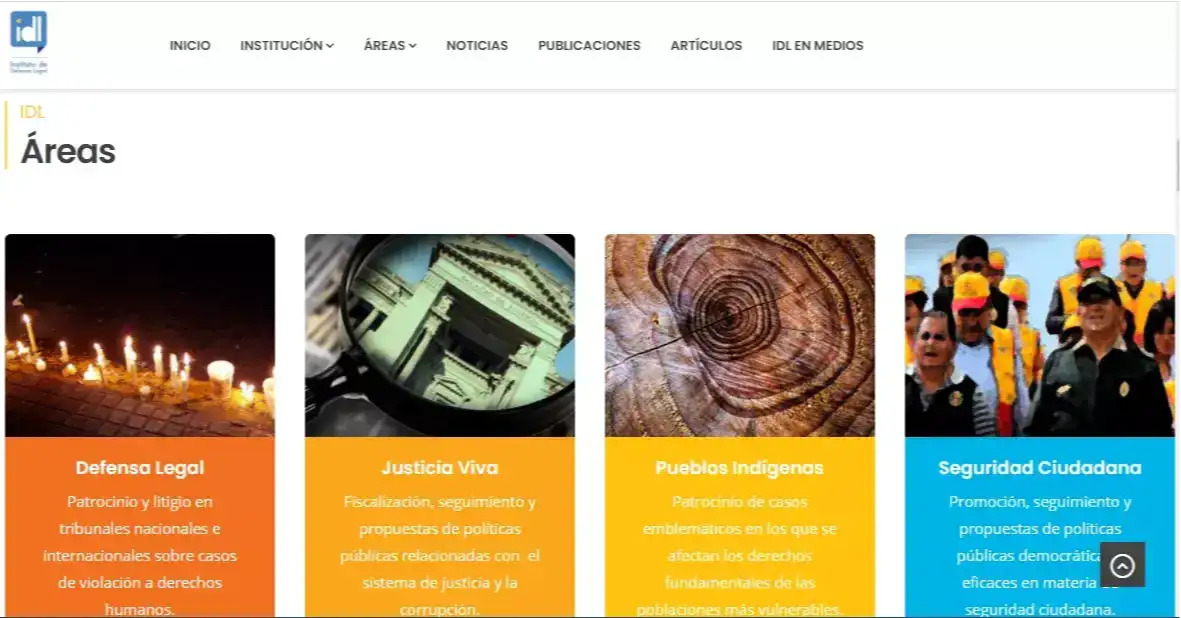 idl
Instituto de
Defensa Legal
INICIO
INSTITUCIÓN
ÁREAS
NOTICIAS
PUBLICACIONES
ARTÍCULOS
IDL EN MEDIOS
IDL
Áreas
Defensa Legal
Patrocinio y litigio en
tribunales nacionales e
internacionales sobre casos
de violación a derechos
humanos.
Justicia Viva
Fiscalización, seguimiento y
propuestas de políticas
públicas relacionadas con el
sistema de justicia y la
corrupción.
Pueblos Indígenas
Patrocinio de casos
emblemáticos en los que se
afectan los derechos
fundamentales de las
poblaciones más vulnerables.
Seguridad Ciudadana
Promoción, seguimiento y
propuestas de políticas
públicas democrática
eficaces en materia
seguridad ciudadana.